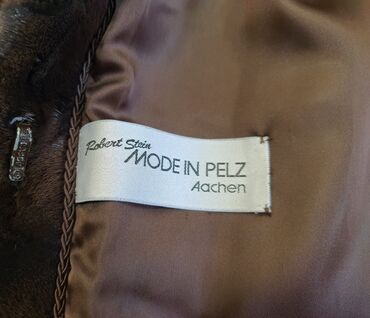 Robert Stein
MODE IN PELZ
Aachen